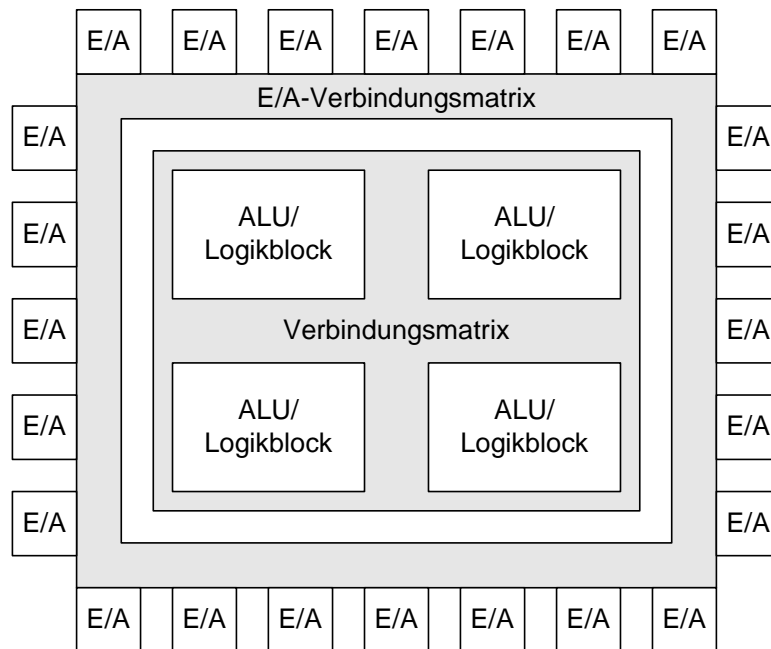 E/A E/A E/A E/A E/A E/A E/A
E/A-Verbindungsmatrix
E/A E/A
ALU/ ALU/
Logikblock Logikblock
E/A E/A
E/A Verbindungsmatrix E/A
ALU/ ALU/
E/A E/A
Logikblock Logikblock
E/A E/A
E/A E/A E/A E/A E/A E/A E/A